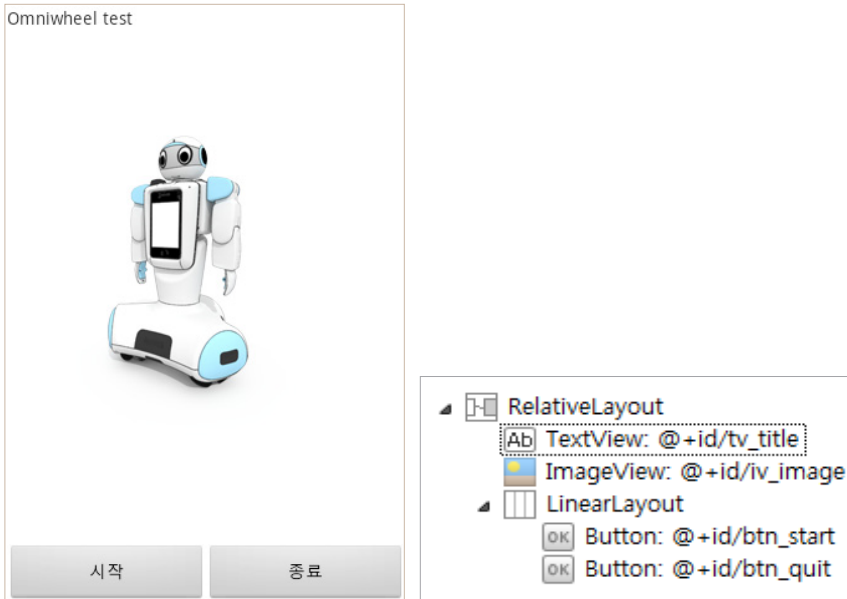 Omniwheel test
시작
종료
RelativeLayout
Ab TextView: @+id/tv_title
ImageView: @+id/iv_image
LinearLayout
OK Button: @+id/btn_start
OK Button: @+id/btn_quit